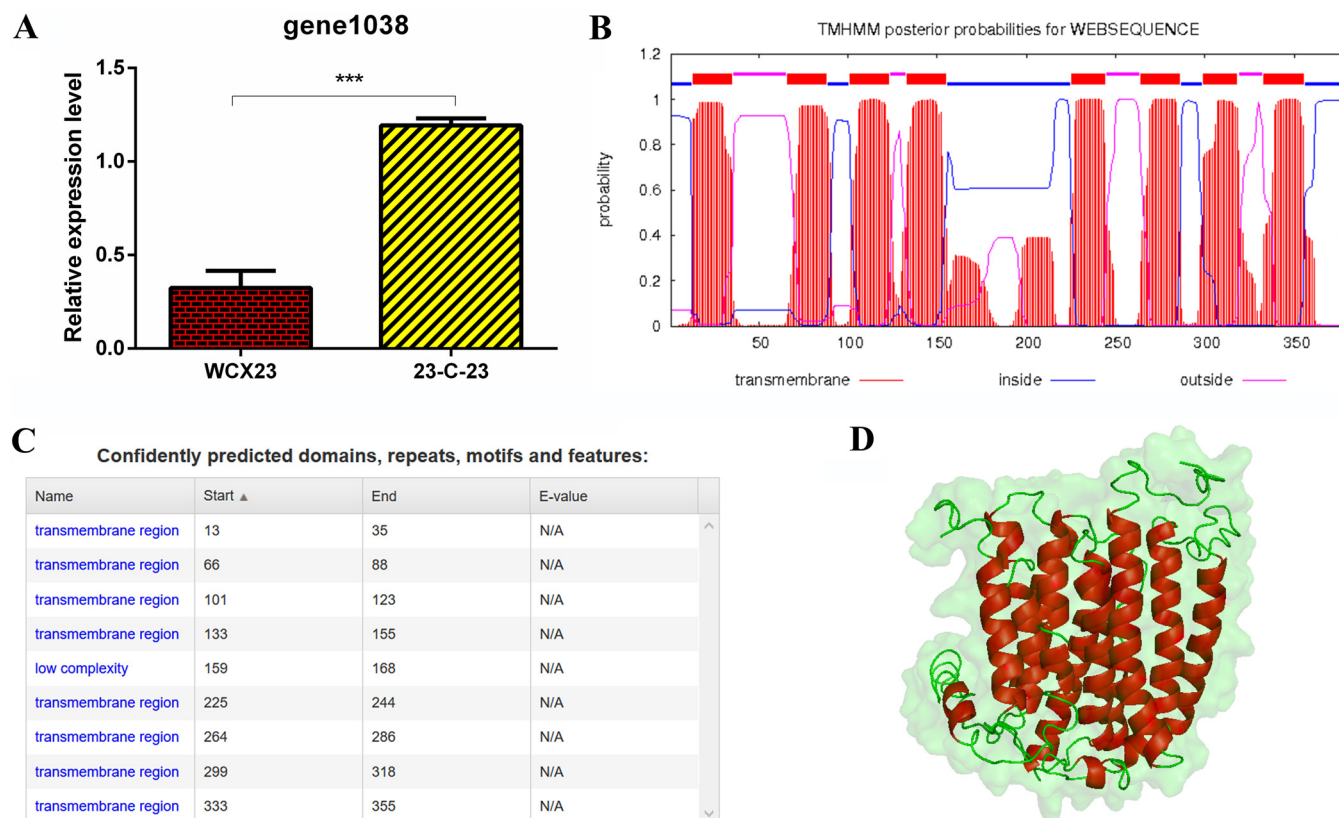 A
gene1038
Relative expression level
1.5
1.0
0.5
0.0
***
WCX23
23-C-23
B
TMHMM posterior probabilities for WEBSEQUENCE
probability
1.2
1
0.8
0.6
0.4
0.2
0
50
100
150
200
250
300
350
transmembrane
inside
outside
C
Confidently predicted domains, repeats, motifs and features:
Name Start ▲ End E-value
transmembrane region 13 35 N/A
transmembrane region 66 88 N/A
transmembrane region 101 123 N/A
transmembrane region 133 155 N/A
low complexity 159 168 N/A
transmembrane region 225 244 N/A
transmembrane region 264 286 N/A
transmembrane region 299 318 N/A
transmembrane region 333 355 N/A
D